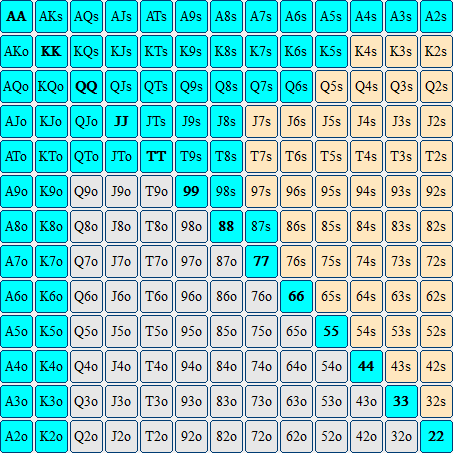 AA AKs AQs AJs ATs A9s A8s A7s A6s A5s A4s A3s A2s
AKo KK KQs KJs KTs K9s K8s K7s K6s K5s K4s K3s K2s
AQo KQo QQ QJs QTs Q9s Q8s Q7s Q6s Q5s Q4s Q3s Q2s
AJo KJo QJo JJ JTs J9s J8s J7s J6s J5s J4s J3s J2s
ATo KTo QTo JTo TT T9s T8s T7s T6s T5s T4s T3s T2s
A9o K9o Q9o J9o T9o 99 98s 97s 96s 95s 94s 93s 92s
A8o K8o Q8o J8o T8o 98o 88 87s 86s 85s 84s 83s 82s
A7o K7o Q7o J7o T7o 97o 87o 77 76s 75s 74s 73s 72s
A6o K6o Q6o J6o T6o 96o 86o 76o 66 65s 64s 63s 62s
A5o K5o Q5o J5o T5o 95o 85o 75o 65o 55 54s 53s 52s
A4o K4o Q4o J4o T4o 94o 84o 74o 64o 54o 44 43s 42s
A3o K3o Q3o J3o T3o 93o 83o 73o 63o 53o 43o 33 32s
A2o K2o Q2o J2o T2o 92o 82o 72o 62o 52o 42o 32o 22